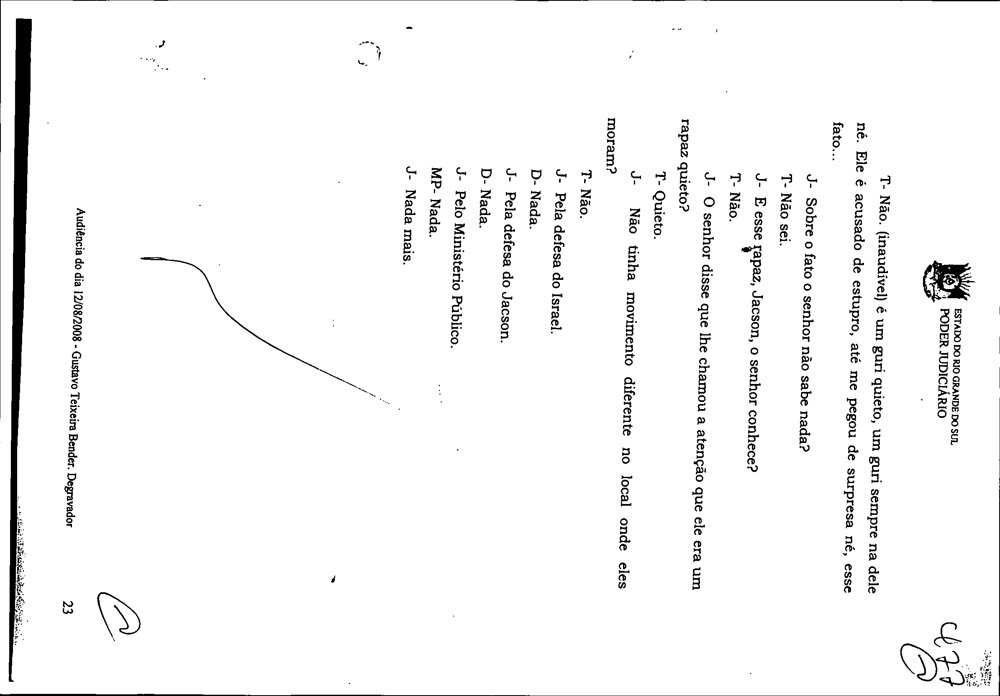 ESTADO DO RIO GRANDE DO SUL
PODER JUDICIÁRIO
477
T- Não. (inaudível) é um guri quieto, um guri sempre na dele
né. Ele é acusado de estupro, até me pegou de surpresa né, esse
fato...
J- Sobre o fato o senhor não sabe nada?
T- Não sei.
J- E esse rapaz, Jacson, o senhor conhece?
T- Não.
J- O senhor disse que lhe chamou a atenção que ele era um
rapaz quieto?
T- Quieto.
J- Não tinha movimento diferente no local onde eles
moram?
T- Não.
J- Pela defesa do Israel.
D- Nada.
J- Pela defesa do Jacson.
D- Nada.
J- Pelo Ministério Público.
MP- Nada.
J- Nada mais.
Audiência do dia 12/08/2008 - Gustavo Teixeira Bender. Degravador
23